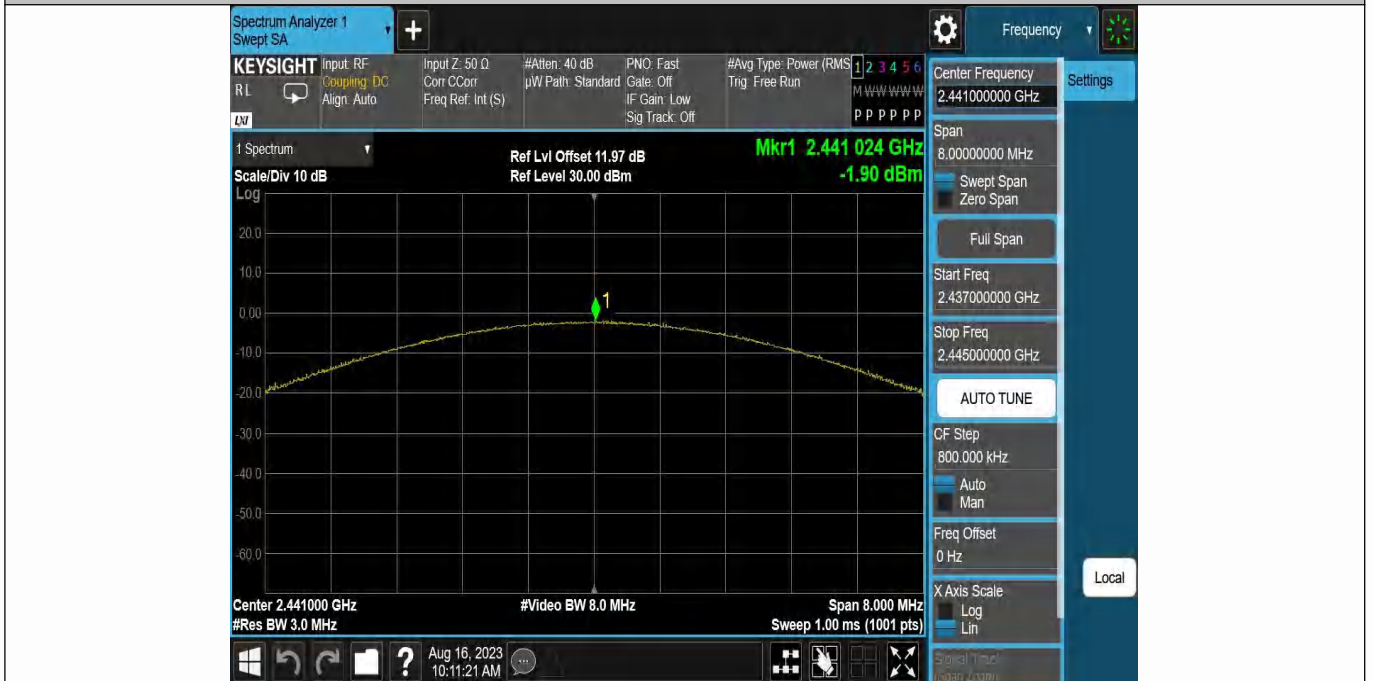 Spectrum Analyzer 1
Swept SA
+
Frequency
KEYSIGHT
RL
LXI
Input: RF
Coupling: DC
Align: Auto
Input Z: 50 Ω
Corr CCorr
Freq Ref: Int (S)
#Atten: 40 dB
µW Path: Standard
PNO: Fast
Gate: Off
IF Gain: Low
Sig Track: Off
#Avg Type: Power (RMS
Trig: Free Run
1 2 3 4 5 6
M W W W W W
P P P P P P
1 Spectrum
Scale/Div 10 dB
Log
Ref Lvl Offset 11.97 dB
Ref Level 30.00 dBm
Mkr1 2.441 024 GHz
-1.90 dBm
20.0
10.0
0.00
-10.0
-20.0
-30.0
-40.0
-50.0
-60.0
1
Center 2.441000 GHz
#Res BW 3.0 MHz
#Video BW 8.0 MHz
Span 8.000 MHz
Sweep 1.00 ms (1001 pts)
Center Frequency
2.441000000 GHz
Settings
Span
8.00000000 MHz
Swept Span
Zero Span
Full Span
Start Freq
2.437000000 GHz
Stop Freq
2.445000000 GHz
AUTO TUNE
CF Step
800.000 kHz
Auto
Man
Freq Offset
0 Hz
X Axis Scale
Log
Lin
Signal Track
(Span Zoom)
Local
?
Aug 16, 2023
10:11:21 AM